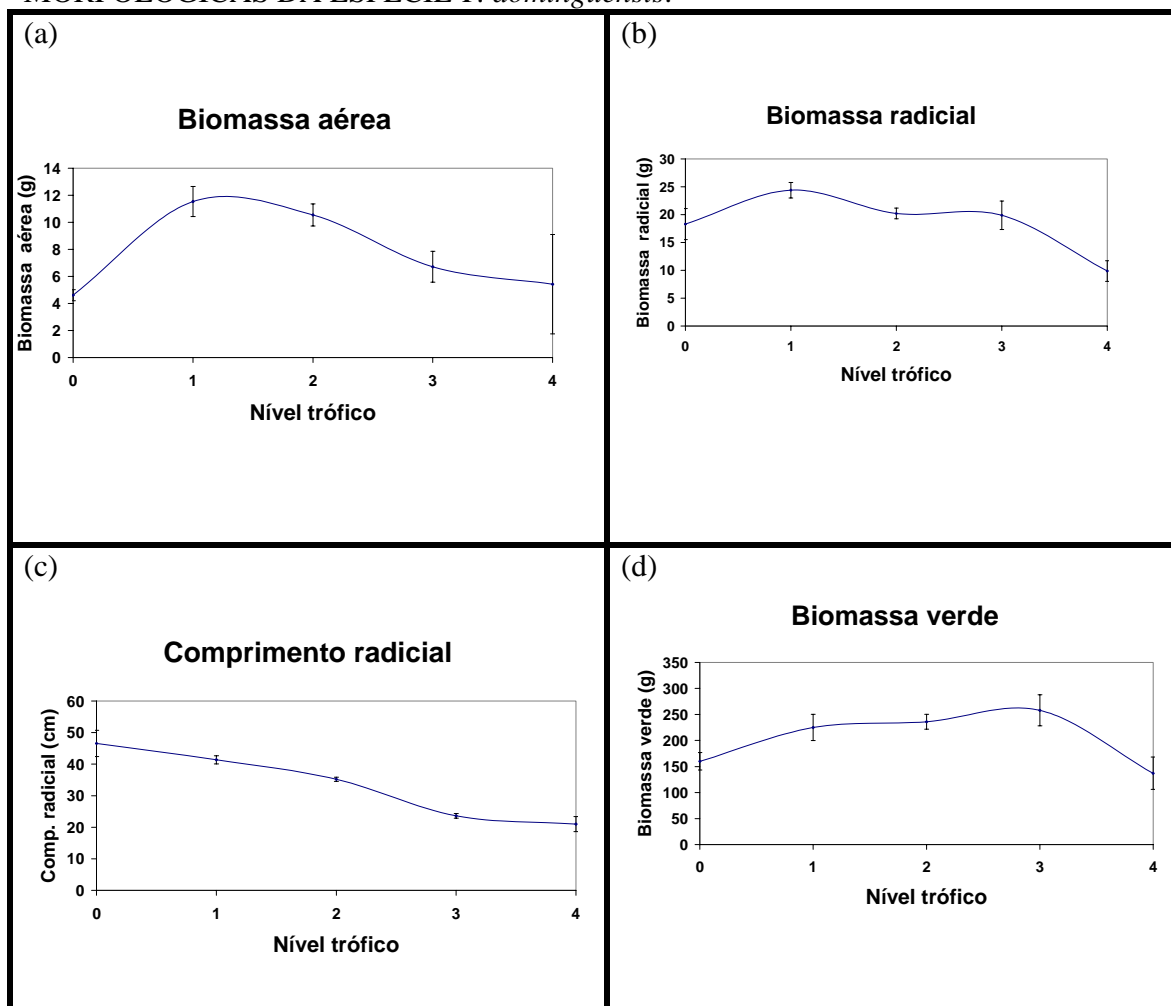 MORFOLÓGICAS DA ESPÉCIE T. dominguensis.
(a)
Biomassa aérea
Biomassa aérea (g)
14
12
10
8
6
4
2
0
0 1 2 3 4
Nível trófico
(b)
Biomassa radicial
Biomassa radicial (g)
30
25
20
15
10
5
0
0 1 2 3 4
Nível trófico
(c)
Comprimento radicial
Comp. radicial (cm)
60
50
40
30
20
10
0
0 1 2 3 4
Nível trófico
(d)
Biomassa verde
Biomassa verde (g)
350
300
250
200
150
100
50
0
0 1 2 3 4
Nível trófico